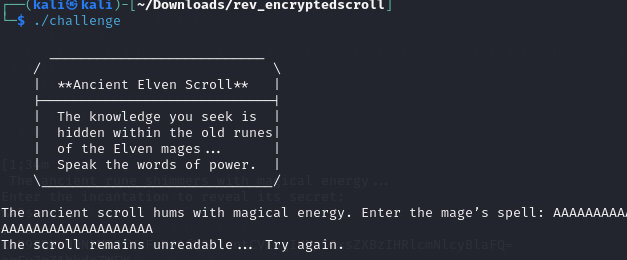 ┌──(kali㉿kali)-[~/Downloads/rev_encryptedscroll]
└─$ ./challenge
**Ancient Elven Scroll**
The knowledge you seek is
hidden within the old runes
of the Elven mages...
Speak the words of power.
The ancient scroll hums with magical energy. Enter the mage’s spell: AAAAAAAAA
AAAAAAAAAAAAAAAAAAA
The scroll remains unreadable... Try again.